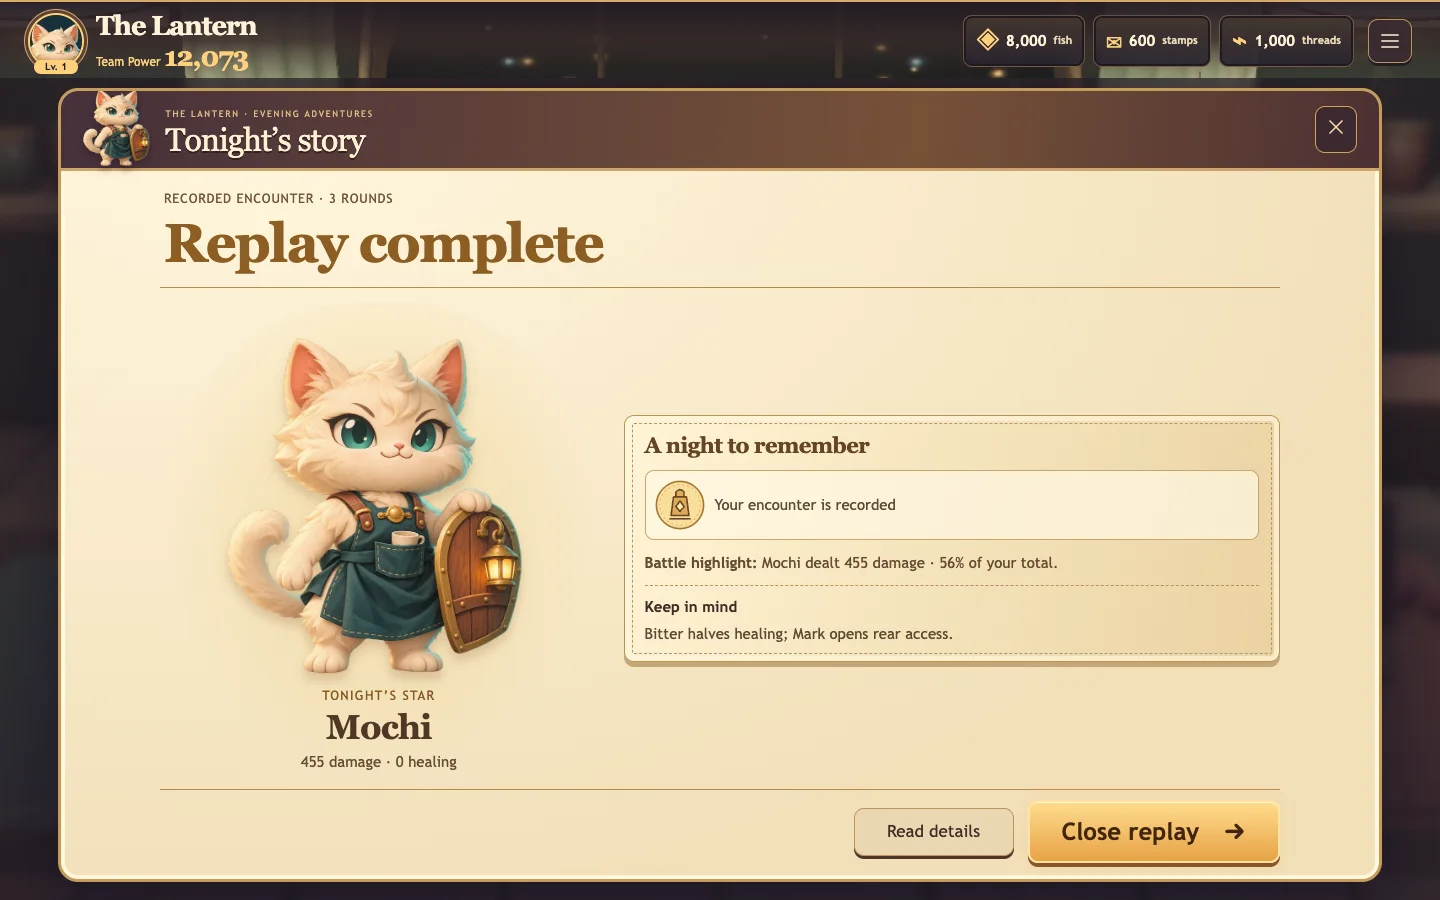 The Lantern
Team Power 12,073
Lv. 1
8,000 fish
600 stamps
1,000 threads
THE LANTERN · EVENING ADVENTURES
Tonight’s story
RECORDED ENCOUNTER · 3 ROUNDS
Replay complete
A night to remember
Your encounter is recorded
Battle highlight: Mochi dealt 455 damage · 56% of your total.
Keep in mind
Bitter halves healing; Mark opens rear access.
TONIGHT’S STAR
Mochi
455 damage · 0 healing
Read details
Close replay →